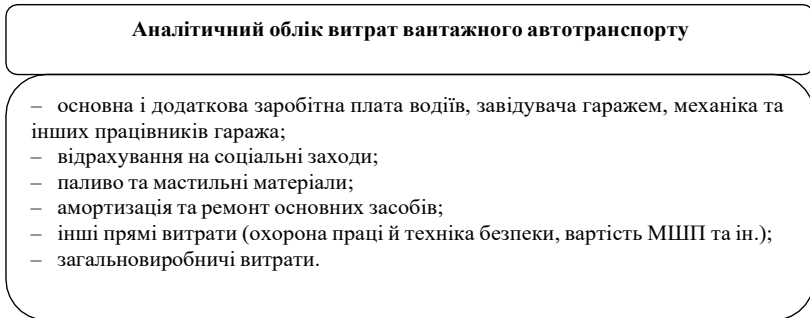 Аналітичний облік витрат вантажного автотранспорту
– основна і додаткова заробітна плата водіїв, завідувача гаражем, механіка та
інших працівників гаража;
– відрахування на соціальні заходи;
– паливо та мастильні матеріали;
– амортизація та ремонт основних засобів;
– інші прямі витрати (охорона праці й техніка безпеки, вартість МШП та ін.);
– загальновиробничі витрати.